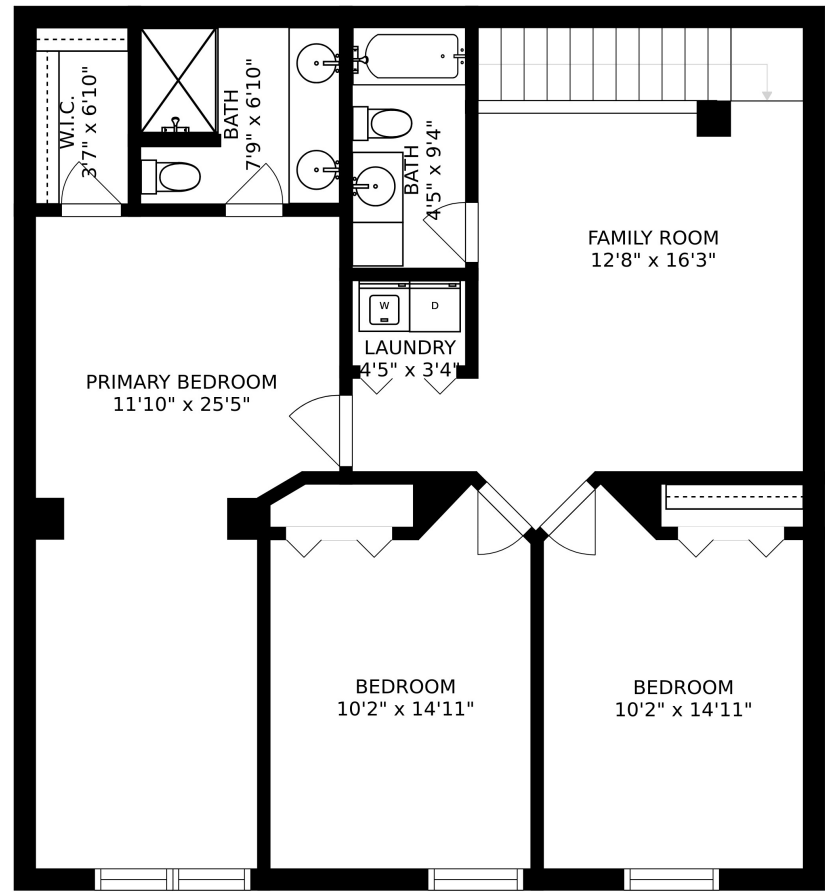 W.I.C.
3'7" x 6'10"
BATH
7'9" x 6'10"
BATH
4'5" x 9'4"
FAMILY ROOM
12'8" x 16'3"
W
D
LAUNDRY
4'5" x 3'4"
PRIMARY BEDROOM
11'10" x 25'5"
BEDROOM
10'2" x 14'11"
BEDROOM
10'2" x 14'11"